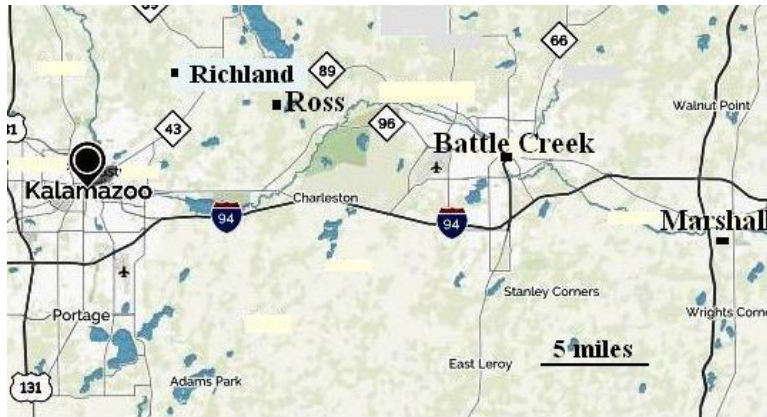 66
89
Richland
Ross
Walnut Point
43
96
Battle Creek
Kalamazoo
Charleston
94
94
Marshall
Stanley Corners
Portage
Wrights Corne
5 miles
East Leroy
Adams Park
131